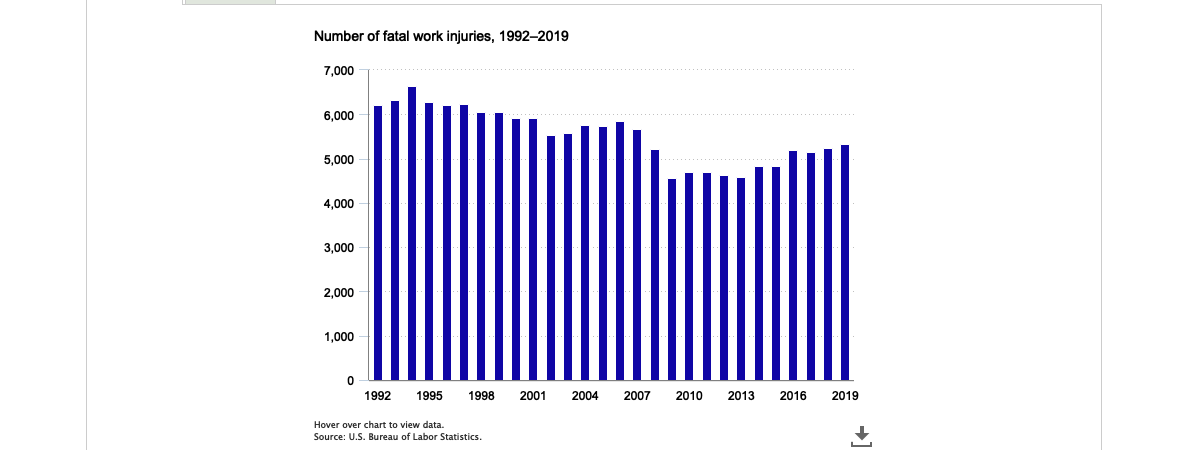 Number of fatal work injuries, 1992–2019
7,000
6,000
5,000
4,000
3,000
2,000
1,000
0
1992 1995 1998 2001 2004 2007 2010 2013 2016 2019
Hover over chart to view data.
Source: U.S. Bureau of Labor Statistics.